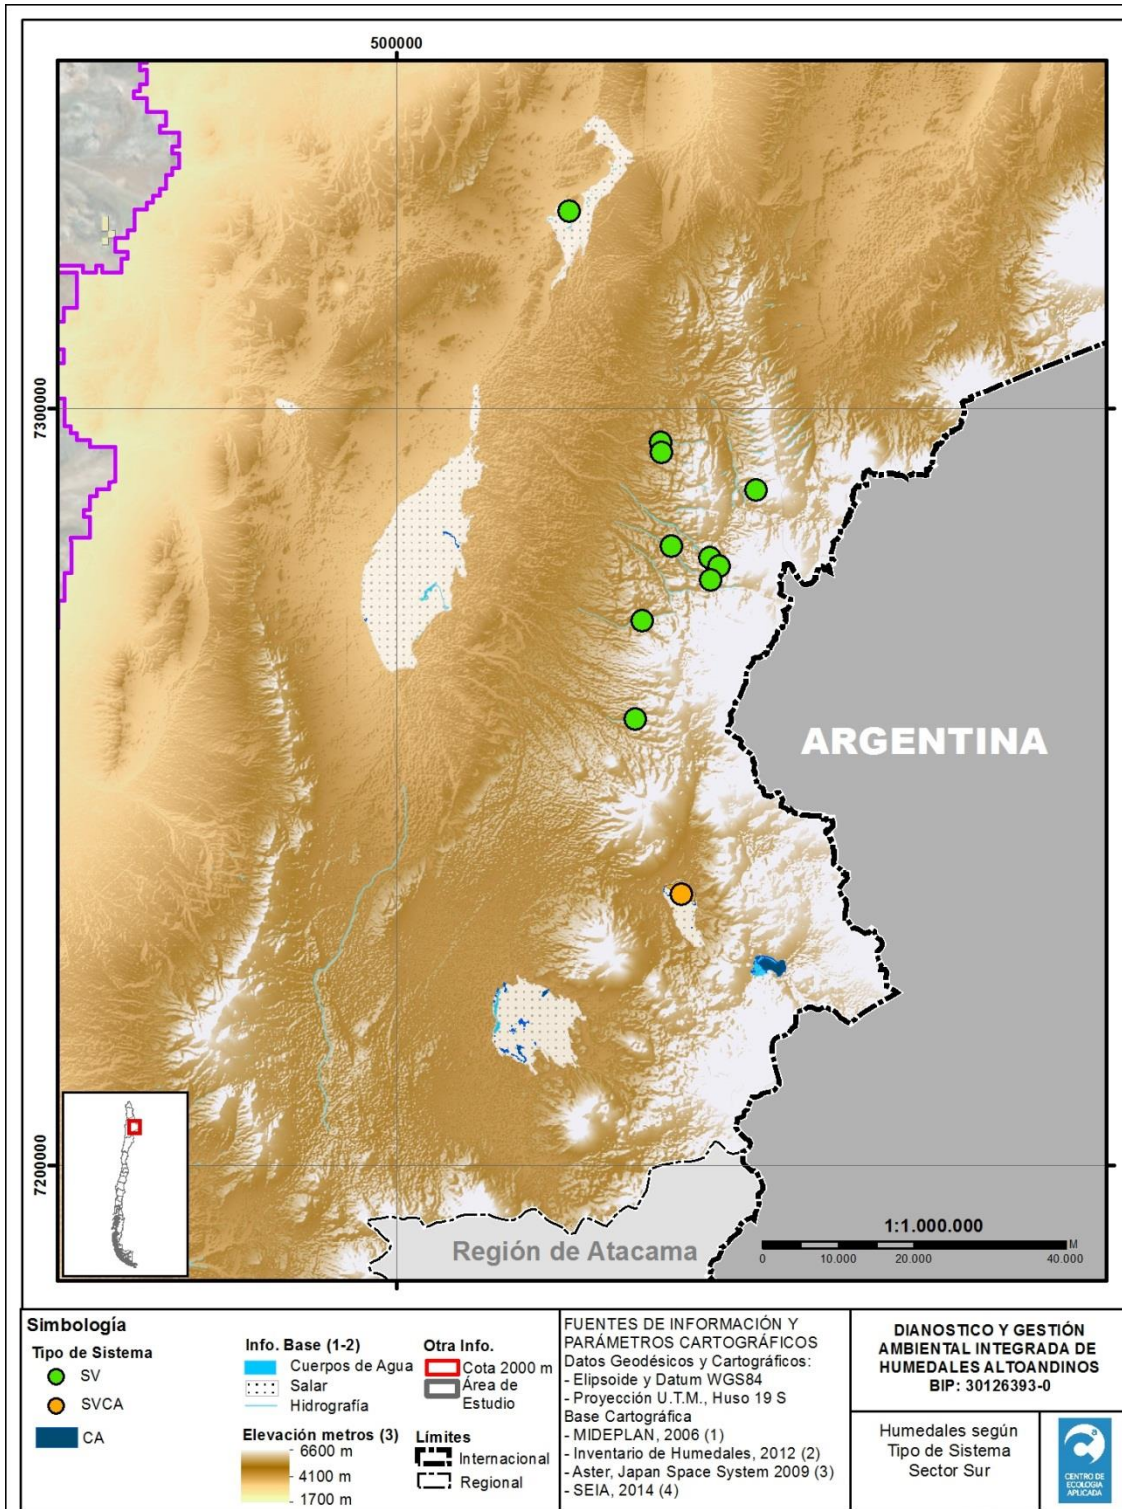 500000
7300000
ARGENTINA
7200000
1:1.000.000
M
0 10.000 20.000 40.000
Región de Atacama
Simbología
Tipo de Sistema
SV
SVCA
CA
Info. Base (1-2)
Cuerpos de Agua
Salar
Hidrografía
Elevación metros (3)
6600 m
4100 m
1700 m
Otra Info.
Cota 2000 m
Área de
Estudio
Límites
Internacional
Regional
FUENTES DE INFORMACIÓN Y
PARÁMETROS CARTOGRÁFICOS
Datos Geodésicos y Cartográficos:
- Elipsoide y Datum WGS84
- Proyección U.T.M., Huso 19 S
Base Cartográfica
- MIDEPLAN, 2006 (1)
- Inventario de Humedales, 2012 (2)
- Aster, Japan Space System 2009 (3)
- SEIA, 2014 (4)
DIANOSTICO Y GESTIÓN
AMBIENTAL INTEGRADA DE
HUMEDALES ALTOANDINOS
BIP: 30126393-0
Humedales según
Tipo de Sistema
Sector Sur
CENTRO DE
ECOLOGÍA
APLICADA